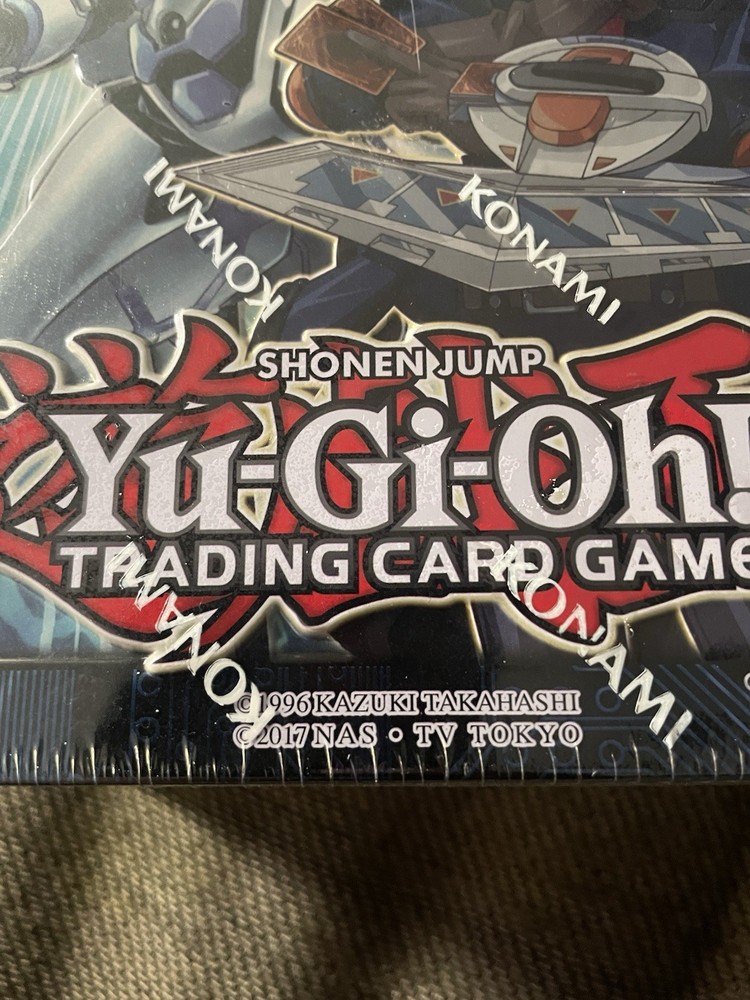 KONAMI
KONAMI
SHONEN JUMP
Yu-Gi-Oh!
TRADING CARD GAME
KONAMI
KONAMI
©1996 KAZUKI TAKAHASHI
©2017 NAS • TV TOKYO